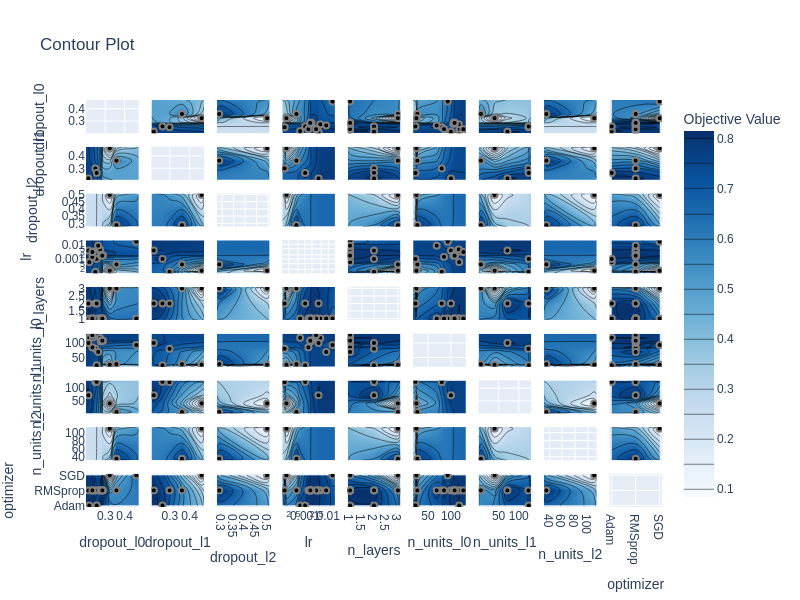 Contour Plot
Objective Value
0.8
0.7
0.6
0.5
0.4
0.3
0.2
0.1
dropout_l0
0.4
0.3
dropout_l1
0.4
0.3
dropout_l2
0.5
0.45
0.4
0.35
0.3
lr
0.01
0.001
n_layers
3
2.5
2
1.5
1
n_units_l0
100
50
n_units_l1
100
50
n_units_l2
100
80
60
40
optimizer
SGD
RMSprop
Adam
0.3 0.4
0.3 0.4
0.3 0.35 0.4 0.45 0.5
0.001 0.01
1 1.5 2 2.5 3
50 100
50 100
40 60 80 100
Adam RMSprop SGD
dropout_l0 dropout_l1 dropout_l2 lr n_layers n_units_l0 n_units_l1 n_units_l2 optimizer